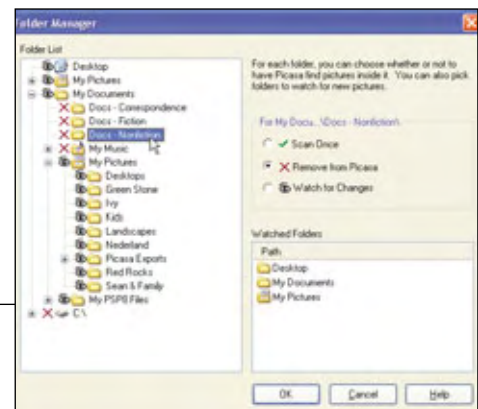 Folder Manager
Folder List
Desktop
My Pictures
My Documents
Docs - Correspondence
Docs - Fiction
Docs - Nonfiction
My Music
My Pictures
Desktops
Green Stone
Ivy
Kids
Landscapes
Nederland
Picasa Exports
Red Rocks
Sean & Family
My PSP8 Files
C:\
For each folder, you can choose whether or not to
have Picasa find pictures inside it. You can also pick
folders to watch for new pictures.
For My Docu...\Docs - Nonfiction\
Scan Once
Remove from Picasa
Watch for Changes
Watched Folders
Path
Desktop
My Documents
My Pictures
OK
Cancel
Help